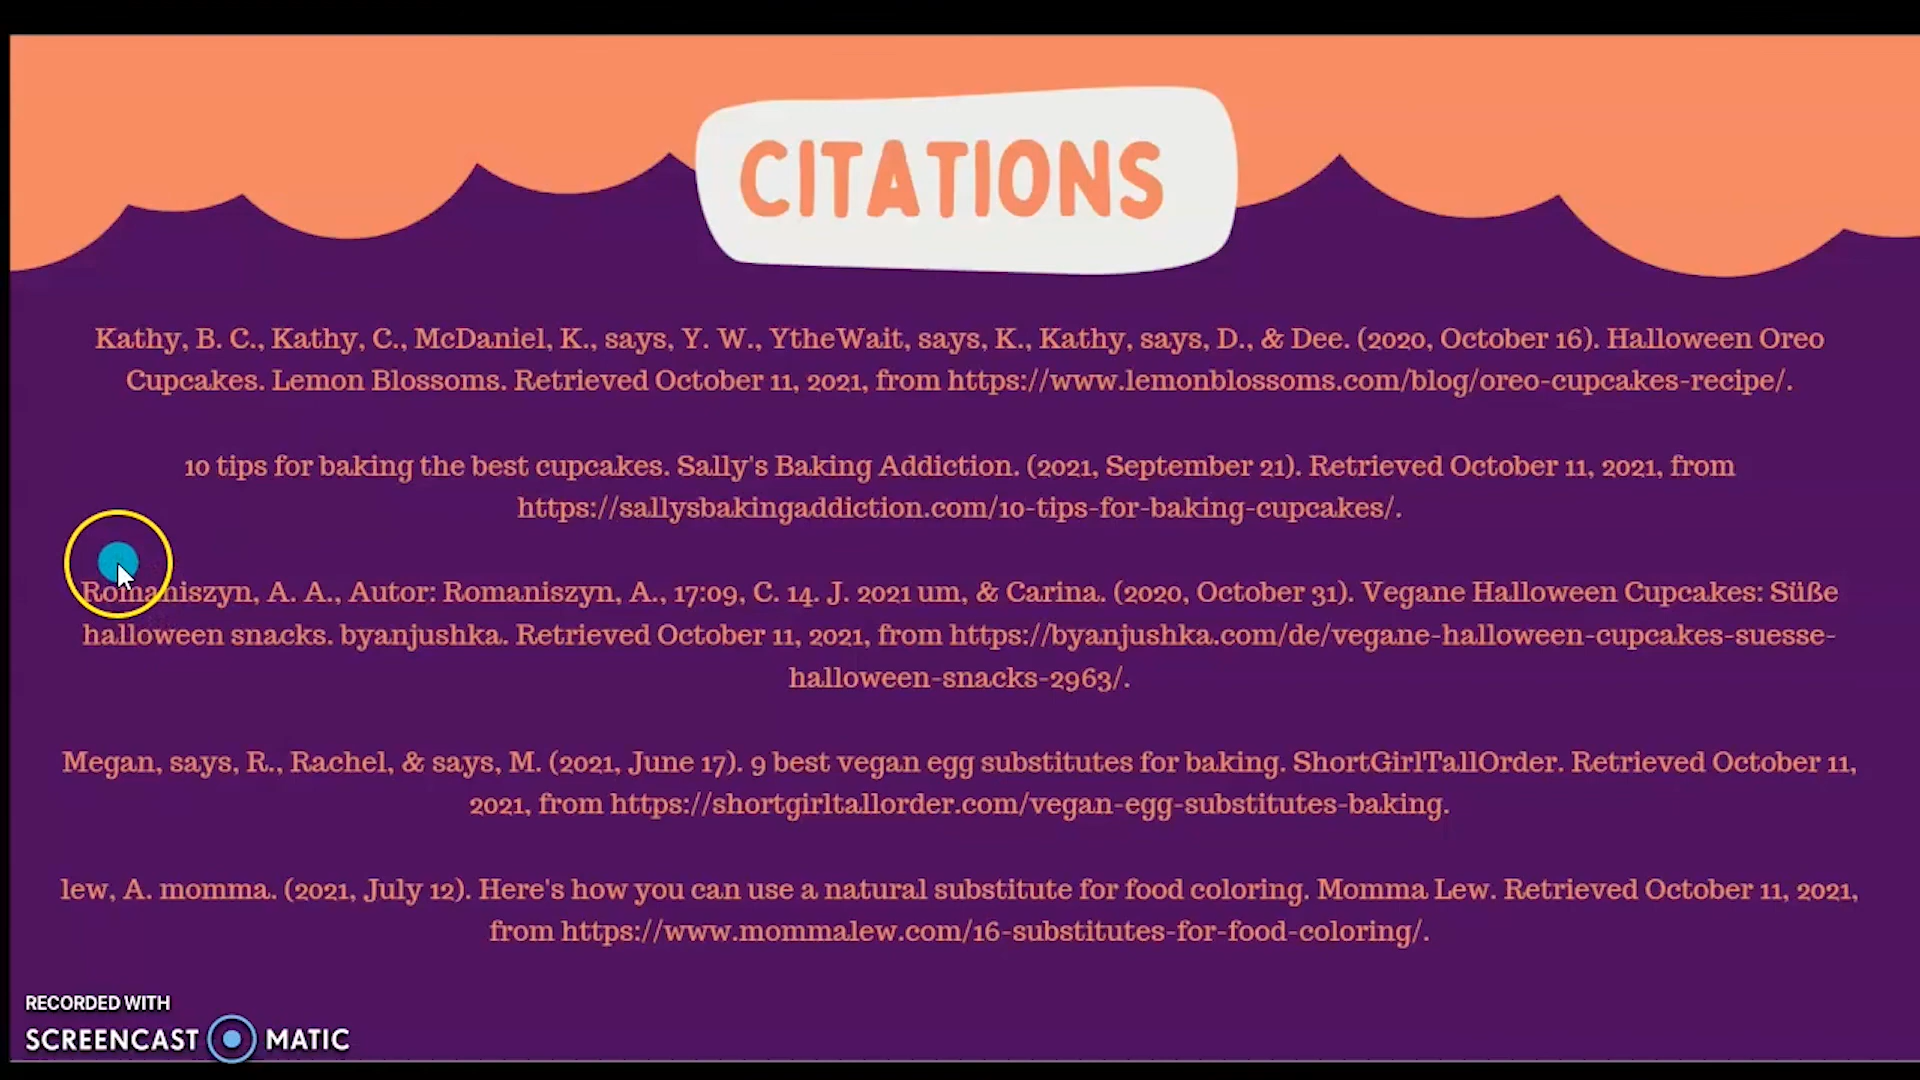 CITATIONS
Kathy, B. C., Kathy, C., McDaniel, K., says, Y. W., YtheWait, says, K., Kathy, says, D., & Dee. (2020, October 16). Halloween Oreo
Cupcakes. Lemon Blossoms. Retrieved October 11, 2021, from https://www.lemonblossoms.com/blog/oreo-cupcakes-recipe/.
10 tips for baking the best cupcakes. Sally's Baking Addiction. (2021, September 21). Retrieved October 11, 2021, from
https://sallysbakingaddiction.com/10-tips-for-baking-cupcakes/.
Romaniszyn, A. A., Autor: Romaniszyn, A., 17:09, C. 14. J. 2021 um, & Carina. (2020, October 31). Vegane Halloween Cupcakes: Süße
halloween snacks. byanjushka. Retrieved October 11, 2021, from https://byanjushka.com/de/vegane-halloween-cupcakes-suesse-
halloween-snacks-2963/.
Megan, says, R., Rachel, & says, M. (2021, June 17). 9 best vegan egg substitutes for baking. ShortGirlTallOrder. Retrieved October 11,
2021, from https://shortgirltallorder.com/vegan-egg-substitutes-baking.
lew, A. momma. (2021, July 12). Here's how you can use a natural substitute for food coloring. Momma Lew. Retrieved October 11, 2021,
from https://www.mommalew.com/16-substitutes-for-food-coloring/.
RECORDED WITH
SCREENCAST MATIC